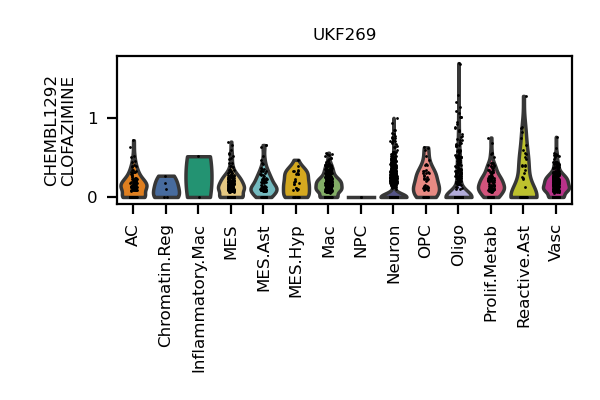 UKF269
CHEMBL1292
CLOFAZIMINE
1
0
AC
Chromatin.Reg
Inflammatory.Mac
MES
MES.Ast
MES.Hyp
Mac
NPC
Neuron
OPC
Oligo
Prolif.Metab
Reactive.Ast
Vasc